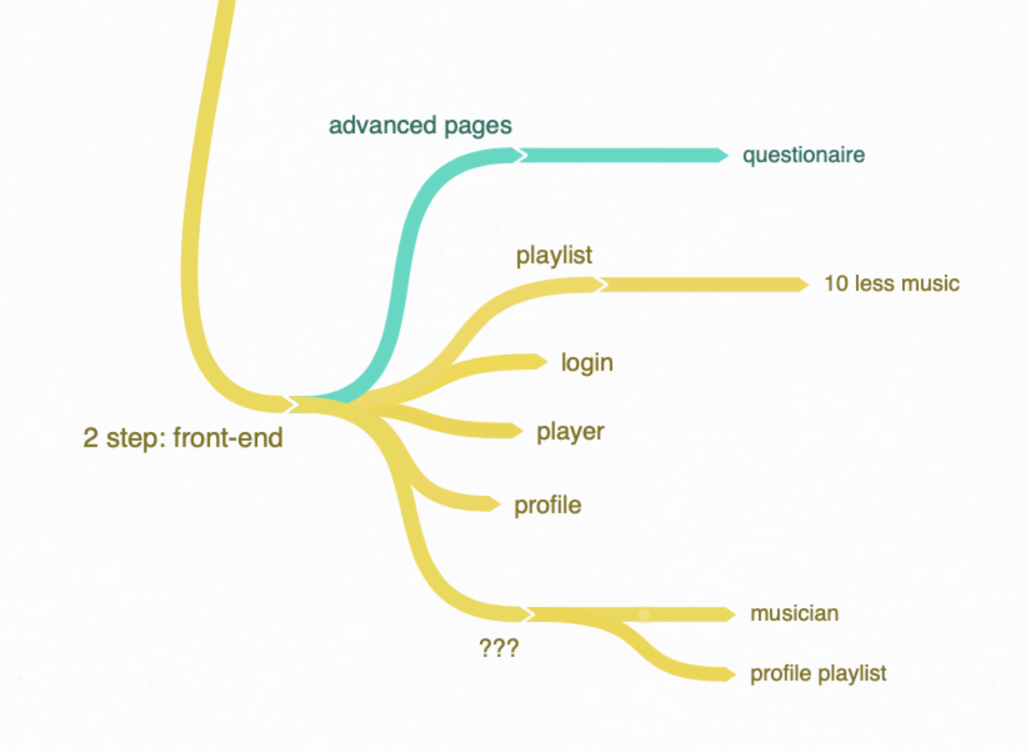 advanced pages
questionaire
playlist
10 less music
login
2 step: front-end
player
profile
musician
???
profile playlist